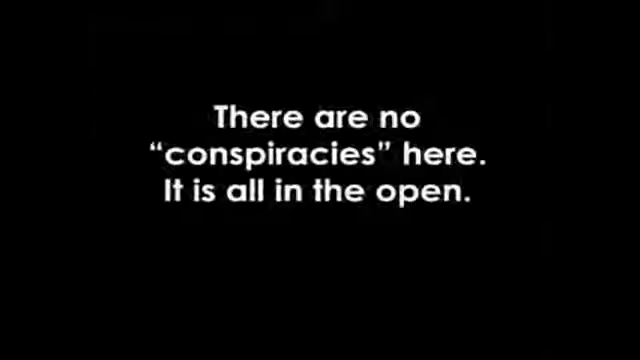 There are no
“conspiracies” here.
It is all in the open.